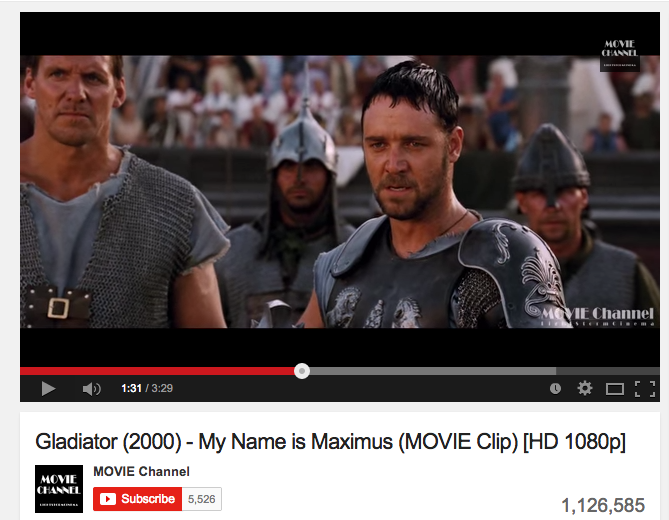 MOVIE
CHANNEL
MOVIE Channel
1:31 / 3:29
Gladiator (2000) - My Name is Maximus (MOVIE Clip) [HD 1080p]
MOVIE
CHANNEL
MOVIE Channel
Subscribe 5,526
1,126,585